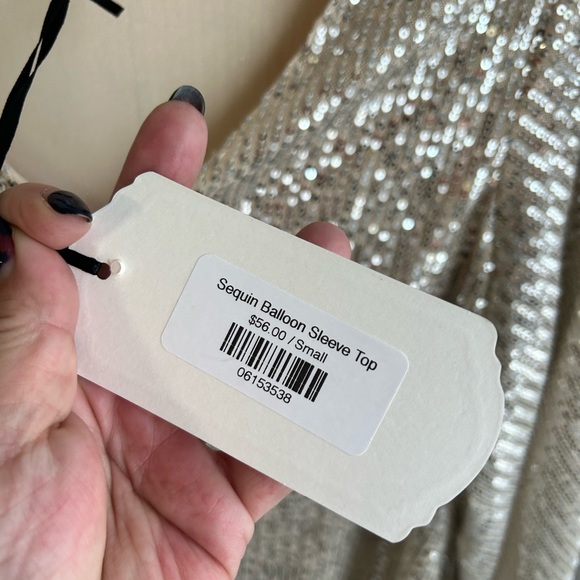 Sequin Balloon Sleeve Top
$56.00 / Small
06153538